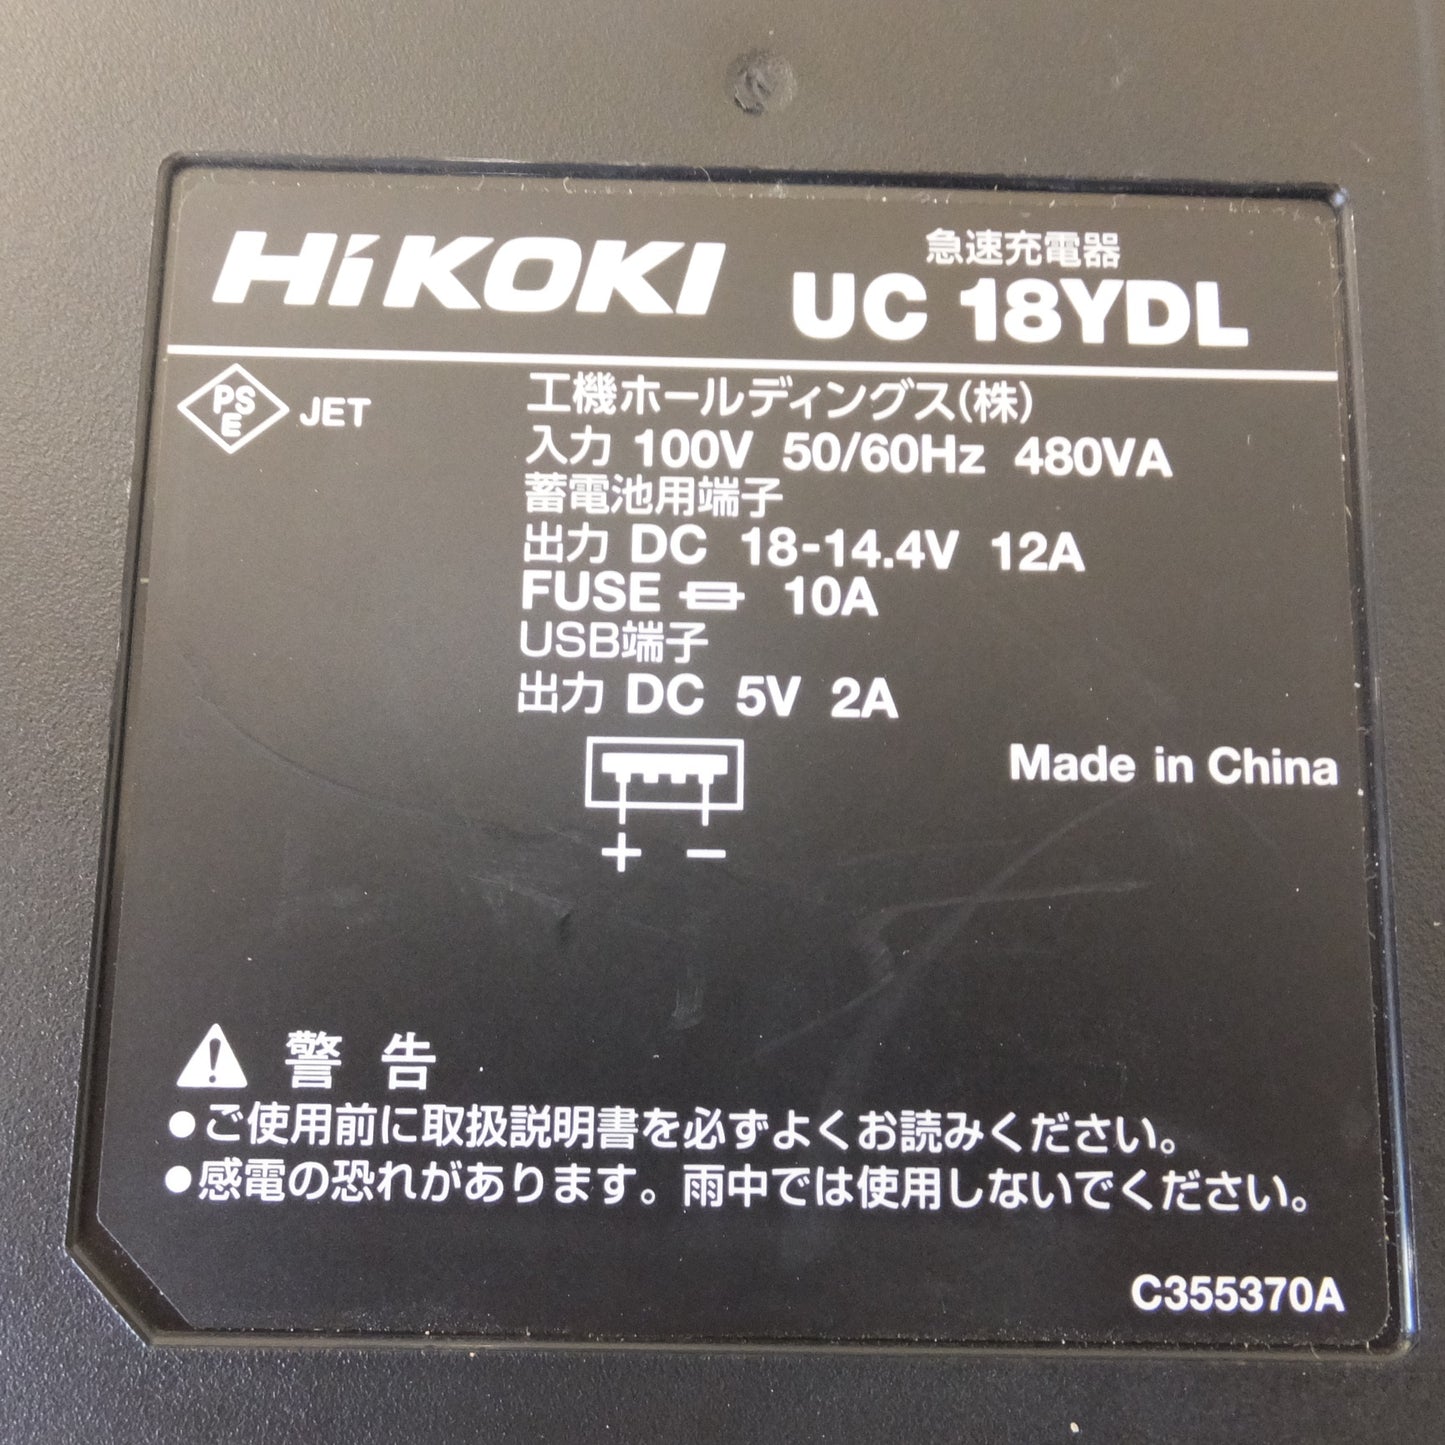 HiKOKI
急速充電器
UC 18YDL
PSE JET
工機ホールディングス(株)
入力 100V 50/60Hz 480VA
蓄電池用端子
出力 DC 18-14.4V 12A
FUSE 10A
USB端子
出力 DC 5V 2A
Made in China
+ −
警告
●ご使用前に取扱説明書を必ずよくお読みください。
●感電の恐れがあります。雨中では使用しないでください。
C355370A